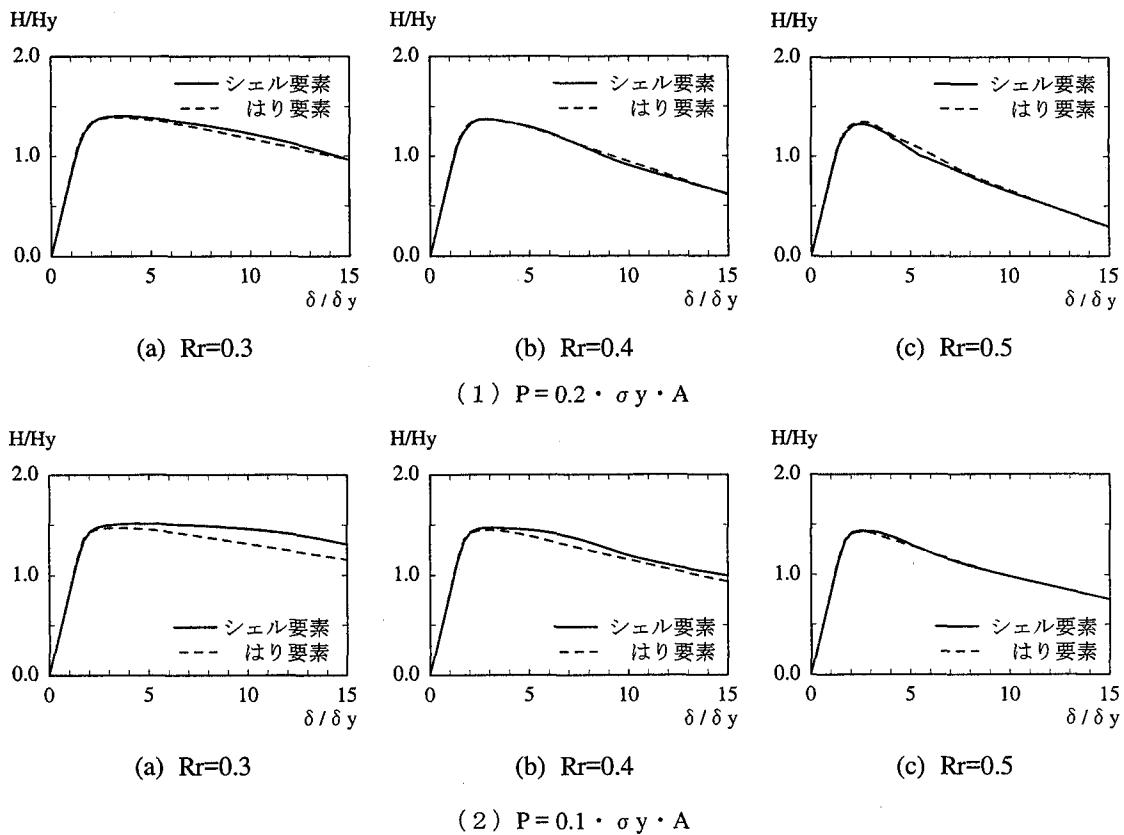 H/Hy H/Hy H/Hy
2.0 2.0 2.0
シェル要素 シェル要素 シェル要素
はり要素 はり要素 はり要素
1.0 1.0 1.0
0.0 0.0 0.0
0 5 10 15 0 5 10 15 0 5 10 15
δ / δ y δ / δ y δ / δ y
(a) Rr=0.3 (b) Rr=0.4 (c) Rr=0.5
(1) P = 0.2・σ y・A
H/Hy H/Hy H/Hy
2.0 2.0 2.0
1.0 1.0 1.0
シェル要素 シェル要素 シェル要素
はり要素 はり要素 はり要素
0.0 0.0 0.0
0 5 10 15 0 5 10 15 0 5 10 15
δ / δ y δ / δ y δ / δ y
(a) Rr=0.3 (b) Rr=0.4 (c) Rr=0.5
(2) P = 0.1・σ y・A